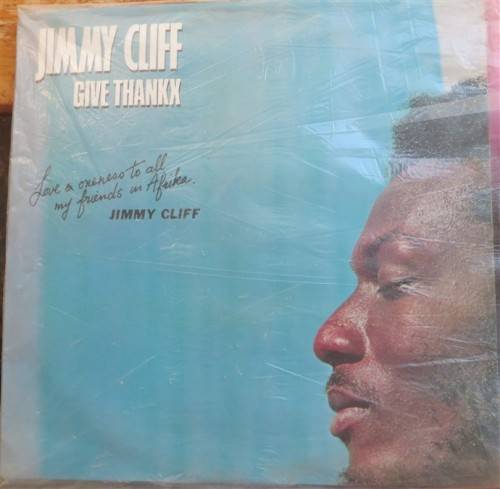 JIMMY CLIFF
GIVE THANKX
Love & oneness to all
my friends in Afrika.
JIMMY CLIFF